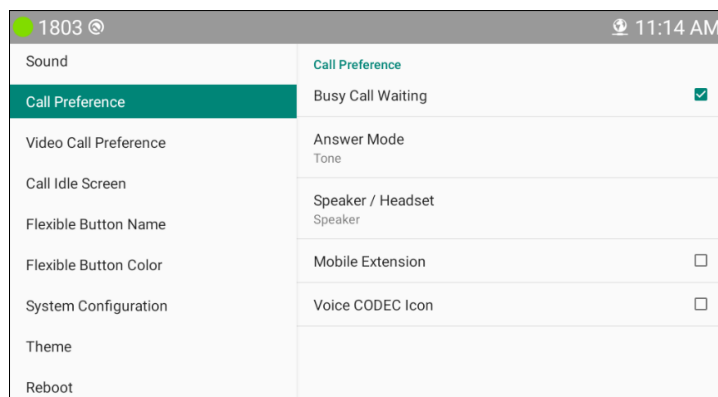 1803 11:14 AM
Sound
Call Preference
Video Call Preference
Call Idle Screen
Flexible Button Name
Flexible Button Color
System Configuration
Theme
Reboot
Call Preference
Busy Call Waiting
Answer Mode
Tone
Speaker / Headset
Speaker
Mobile Extension
Voice CODEC Icon